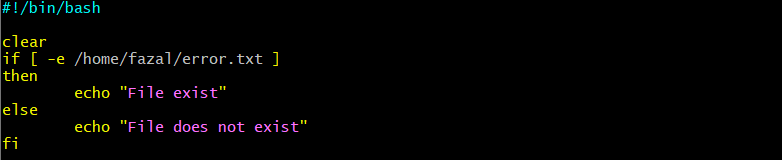 #!/bin/bash

clear
if [ -e /home/fazal/error.txt ]
then
        echo "File exist"
else
        echo "File does not exist"
fi